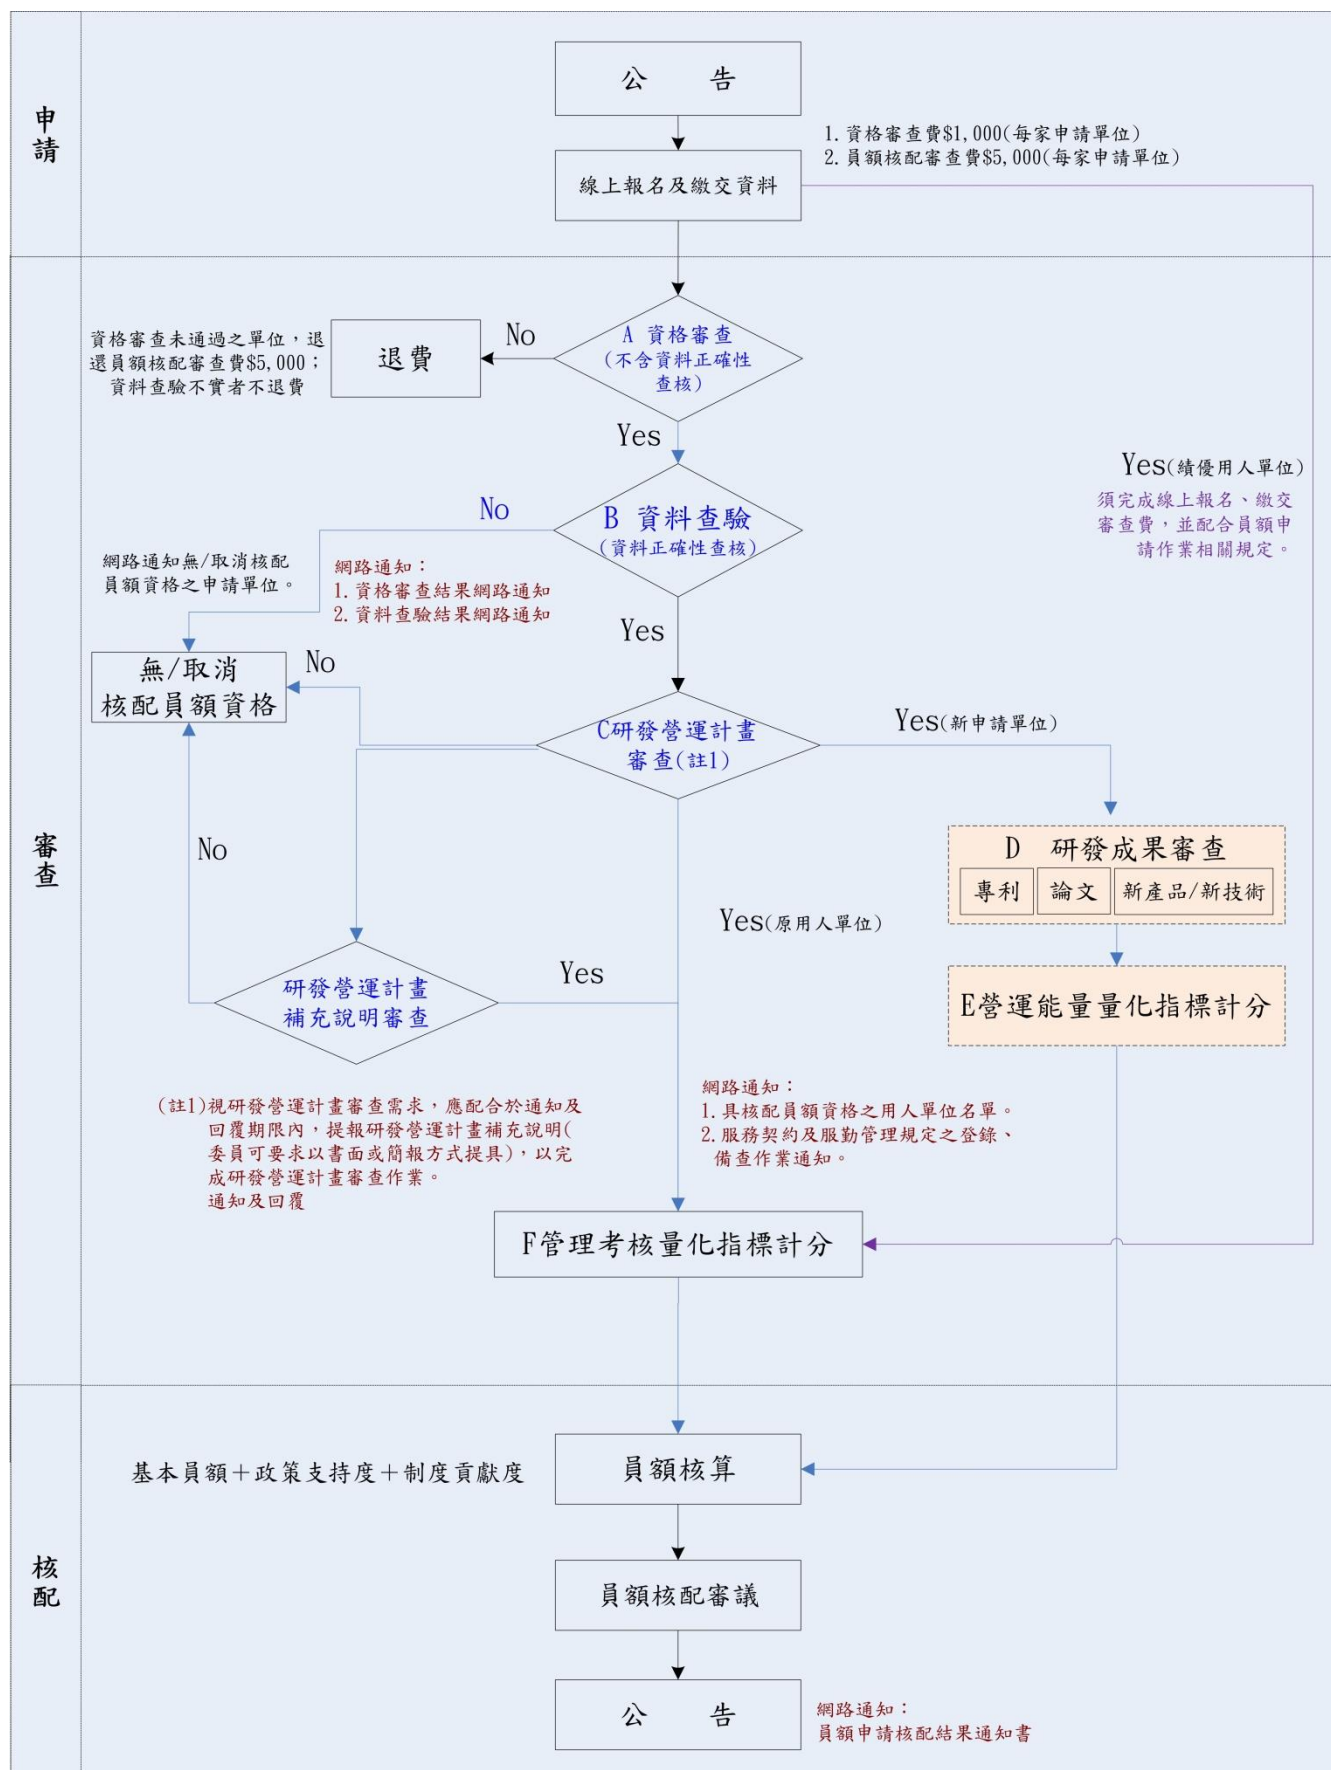 申請
公 告
1.資格審查費$1,000(每家申請單位)
2.員額核配審查費$5,000(每家申請單位)
線上報名及繳交資料
審查
A 資格審查
(不含資料正確性
查核)
No
退費
資格審查未通過之單位，退
還員額核配審查費$5,000；
資料查驗不實者不退費
Yes
Yes(績優用人單位)
須完成線上報名、繳交
審查費，並配合員額申
請作業相關規定。
B 資料查驗
(資料正確性查核)
No
網路通知無/取消核配
員額資格之申請單位。
網路通知：
1.資格審查結果網路通知
2.資料查驗結果網路通知
Yes
無/取消
核配員額資格
No
C研發營運計畫
審查(註1)
Yes(新申請單位)
D 研發成果審查
專利
論文
新產品/新技術
No
Yes(原用人單位)
研發營運計畫
補充說明審查
Yes
E營運能量量化指標計分
(註1)視研發營運計畫審查需求，應配合於通知及
回覆期限內，提報研發營運計畫補充說明(
委員可要求以書面或簡報方式提具)，以完
成研發營運計畫審查作業。
通知及回覆
網路通知：
1.具核配員額資格之用人單位名單。
2.服務契約及服勤管理規定之登錄、
備查作業通知。
F管理考核量化指標計分
核配
基本員額＋政策支持度＋制度貢獻度
員額核算
員額核配審議
公 告
網路通知：
員額申請核配結果通知書